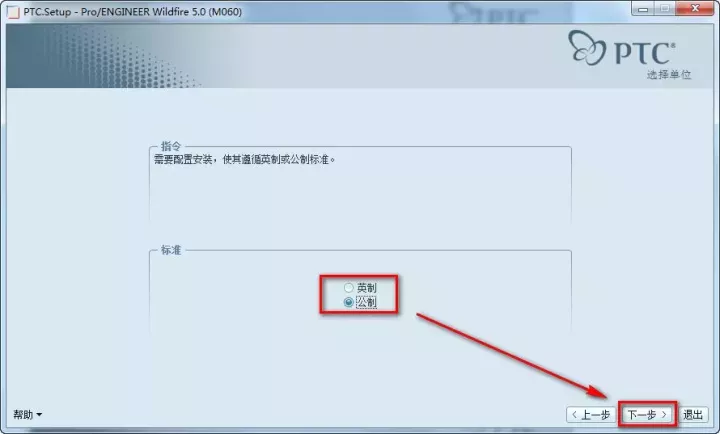 PTC.Setup - Pro/ENGINEER Wildfire 5.0 (M060)
PTC®
选择单位
指令
需要配置安装，使其遵循英制或公制标准。
标准
英制
公制
帮助
上一步 下一步 退出